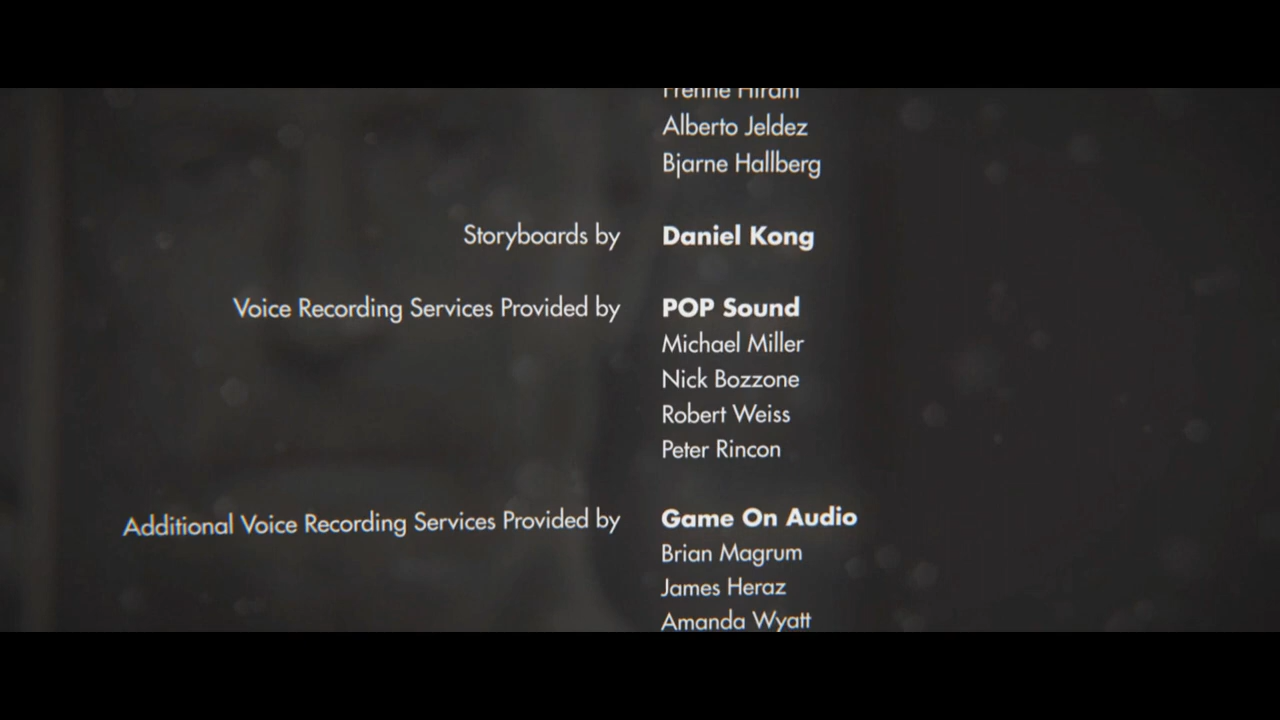 Alberto Jeldez
Bjarne Hallberg
Storyboards by Daniel Kong
Voice Recording Services Provided by POP Sound
Michael Miller
Nick Bozzone
Robert Weiss
Peter Rincon
Additional Voice Recording Services Provided by Game On Audio
Brian Magrum
James Heraz
Amanda Wyatt